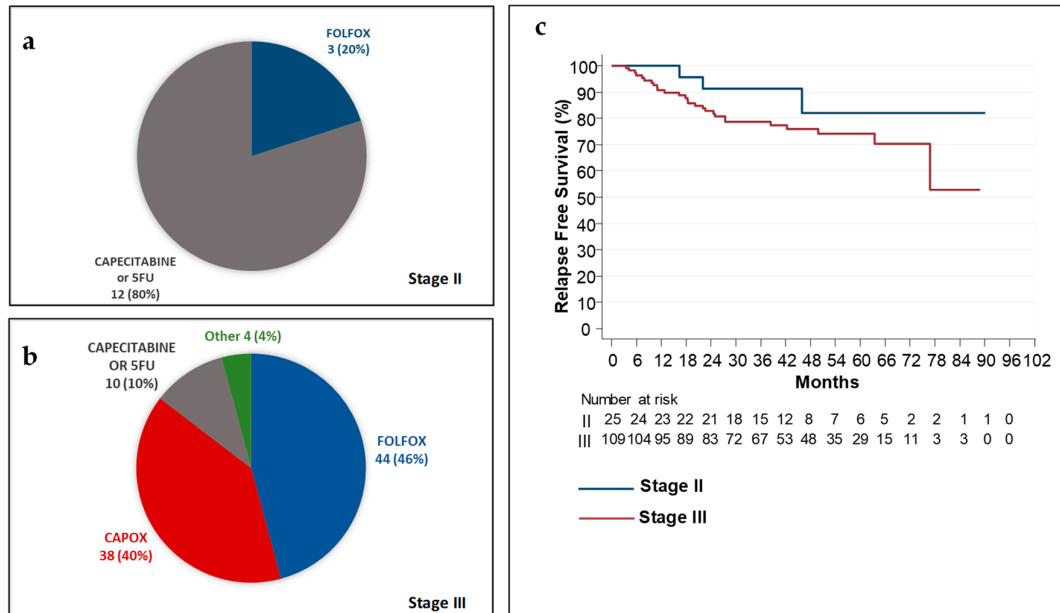 a
FOLFOX
3 (20%)
CAPECITABINE
or 5FU
12 (80%)
Stage II
b
Other 4 (4%)
CAPECITABINE
OR 5FU
10 (10%)
FOLFOX
44 (46%)
CAPOX
38 (40%)
Stage III
c
Relapse Free Survival (%)
100
90
80
70
60
50
40
30
20
100
0
0 6 12 18 24 30 36 42 48 54 60 66 72 78 84 90 96 102
Months
Number at risk
II 25 24 23 22 21 18 15 12 8 7 6 5 2 2 1 1 0
III 109 104 95 89 83 72 67 53 48 35 29 15 11 3 3 0 0
Stage II
Stage III